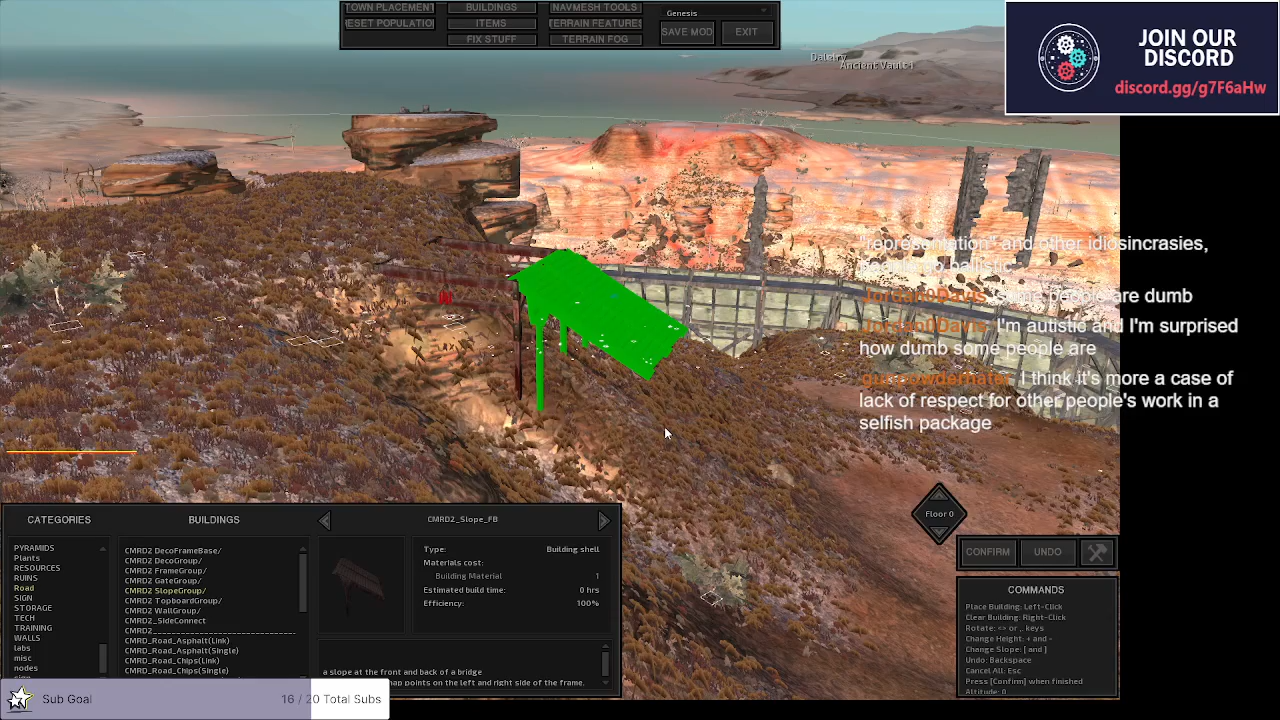 TOWN PLACEMENT
BUILDINGS
NAVMESH TOOLS
Genesis
ESET POPULATIO
ITEMS
TERRAIN FEATURES
SAVE MOD
EXIT
FIX STUFF
TERRAIN FOG
JOIN OUR
DISCORD
discord.gg/g7F6aHw
Ancient Vault
"representation" and other idiosincrasies,
JordanoDavis: some people are dumb
JordanoDavis: I'm autistic and I'm surprised
how dumb some people are
I think it's more a case of
lack of respect for other people's work in a
selfish package
Floor 0
CONFIRM
UNDO
COMMANDS
Place Building: Left-Click
Clear Building: Right-Click
Rotate: <> or ,. keys
Change Height: + and -
Change Slope: [ and ]
Undo: Backspace
Cancel All: Esc
Press [Confirm] when finished
Altitude: 0
CATEGORIES
PYRAMIDS
Plants
RESOURCES
RUINS
Road
SIGN
STORAGE
TECH
TRAINING
WALLS
labs
misc
nodes
BUILDINGS
CMRD2 DecoFrameBase/
CMRD2 DecoGroup/
CMRD2 FrameGroup/
CMRD2 GateGroup/
CMRD2 SlopeGroup/
CMRD2 TopboardGroup/
CMRD2 WallGroup/
CMRD2_SideConnect
CMRD2_
CMRD_Road_Asphalt(Link)
CMRD_Road_Asphalt(Single)
CMRD_Road_Chips(Link)
CMRD_Road_Chips(Single)
CMRD2_Slope_FB
Type: Building shell
Materials cost:
Building Material 1
Estimated build time: 0 hrs
Efficiency: 100%
a slope at the front and back of a bridge
ap points on the left and right side of the frame.
Sub Goal
16 / 20 Total Subs